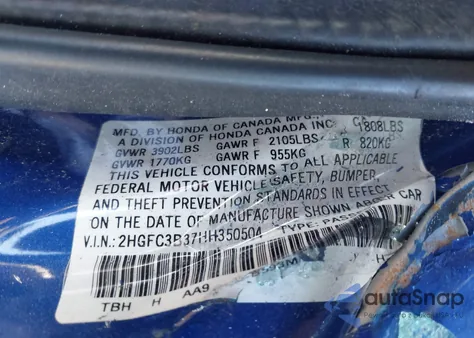 MFD. BY HONDA OF CANADA MFG.,
A DIVISION OF HONDA CANADA INC.
GVWR 3902LBS GAWR F 2105LBS 1808LBS
GVWR 1770KG GAWR F 955KG R 820KG
THIS VEHICLE CONFORMS TO ALL APPLICABLE
FEDERAL MOTOR VEHICLE SAFETY, BUMPER,
AND THEFT PREVENTION STANDARDS IN EFFECT
ON THE DATE OF MANUFACTURE SHOWN CAR
V.I.N.: 2HGFC3B37HH350504 TYPE:
TBH H AA9
autoSnap